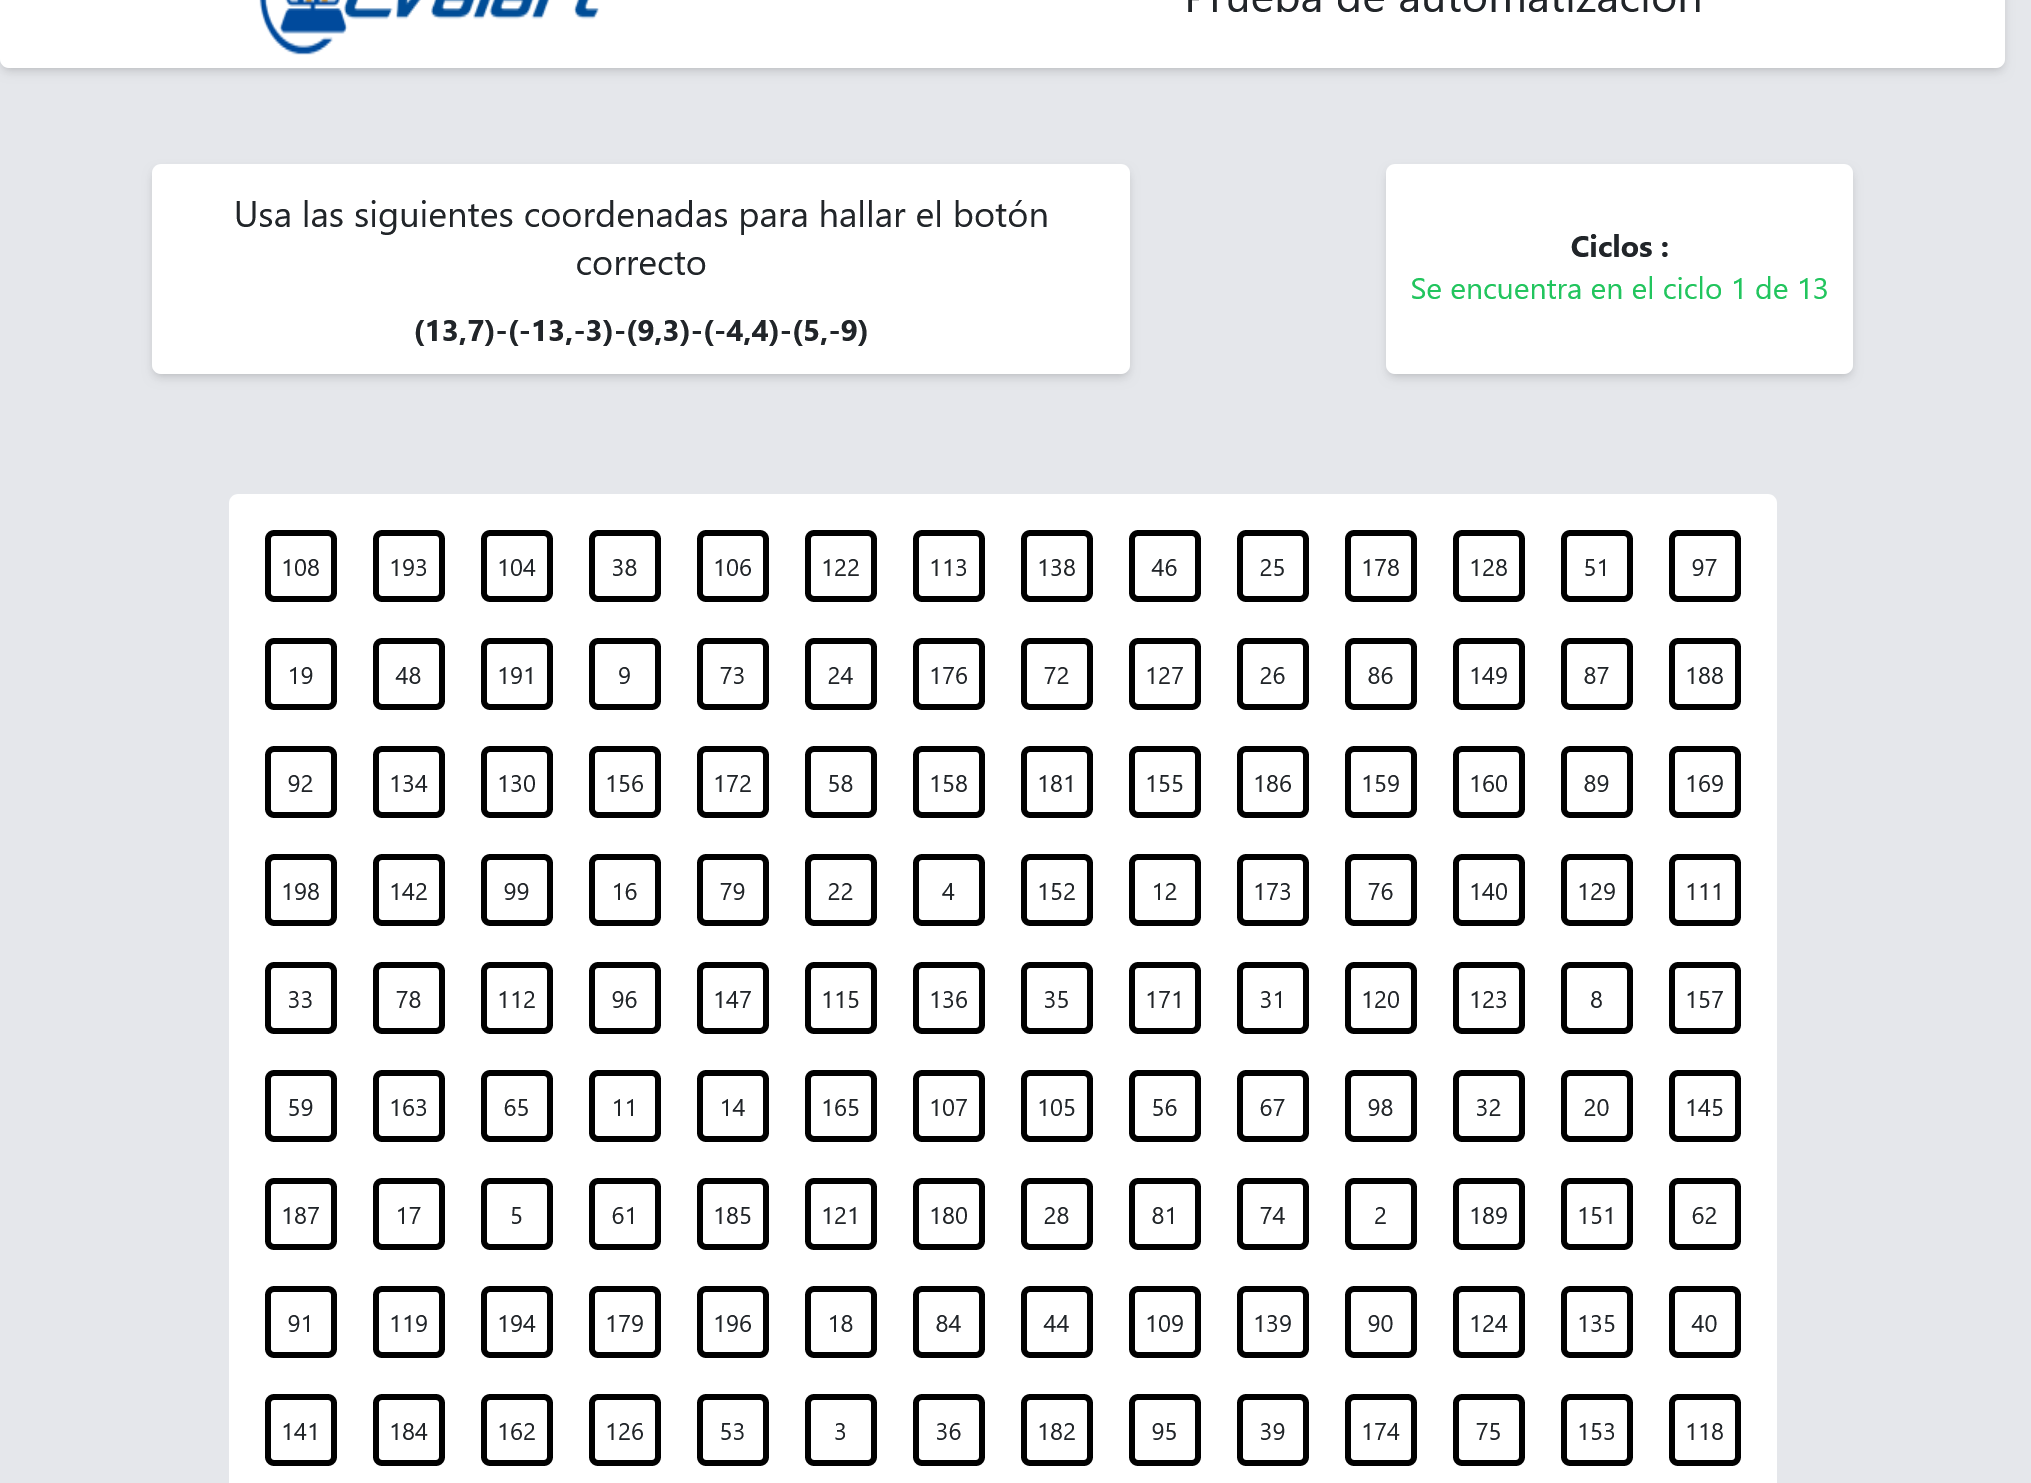 Evalart
Prueba de automatización
Usa las siguientes coordenadas para hallar el botón
correcto
(13,7)-(-13,-3)-(9,3)-(-4,4)-(5,-9)
Ciclos :
Se encuentra en el ciclo 1 de 13
108 193 104 38 106 122 113 138 46 25 178 128 51 97
19 48 191 9 73 24 176 72 127 26 86 149 87 188
92 134 130 156 172 58 158 181 155 186 159 160 89 169
198 142 99 16 79 22 4 152 12 173 76 140 129 111
33 78 112 96 147 115 136 35 171 31 120 123 8 157
59 163 65 11 14 165 107 105 56 67 98 32 20 145
187 17 5 61 185 121 180 28 81 74 2 189 151 62
91 119 194 179 196 18 84 44 109 139 90 124 135 40
141 184 162 126 53 3 36 182 95 39 174 75 153 118